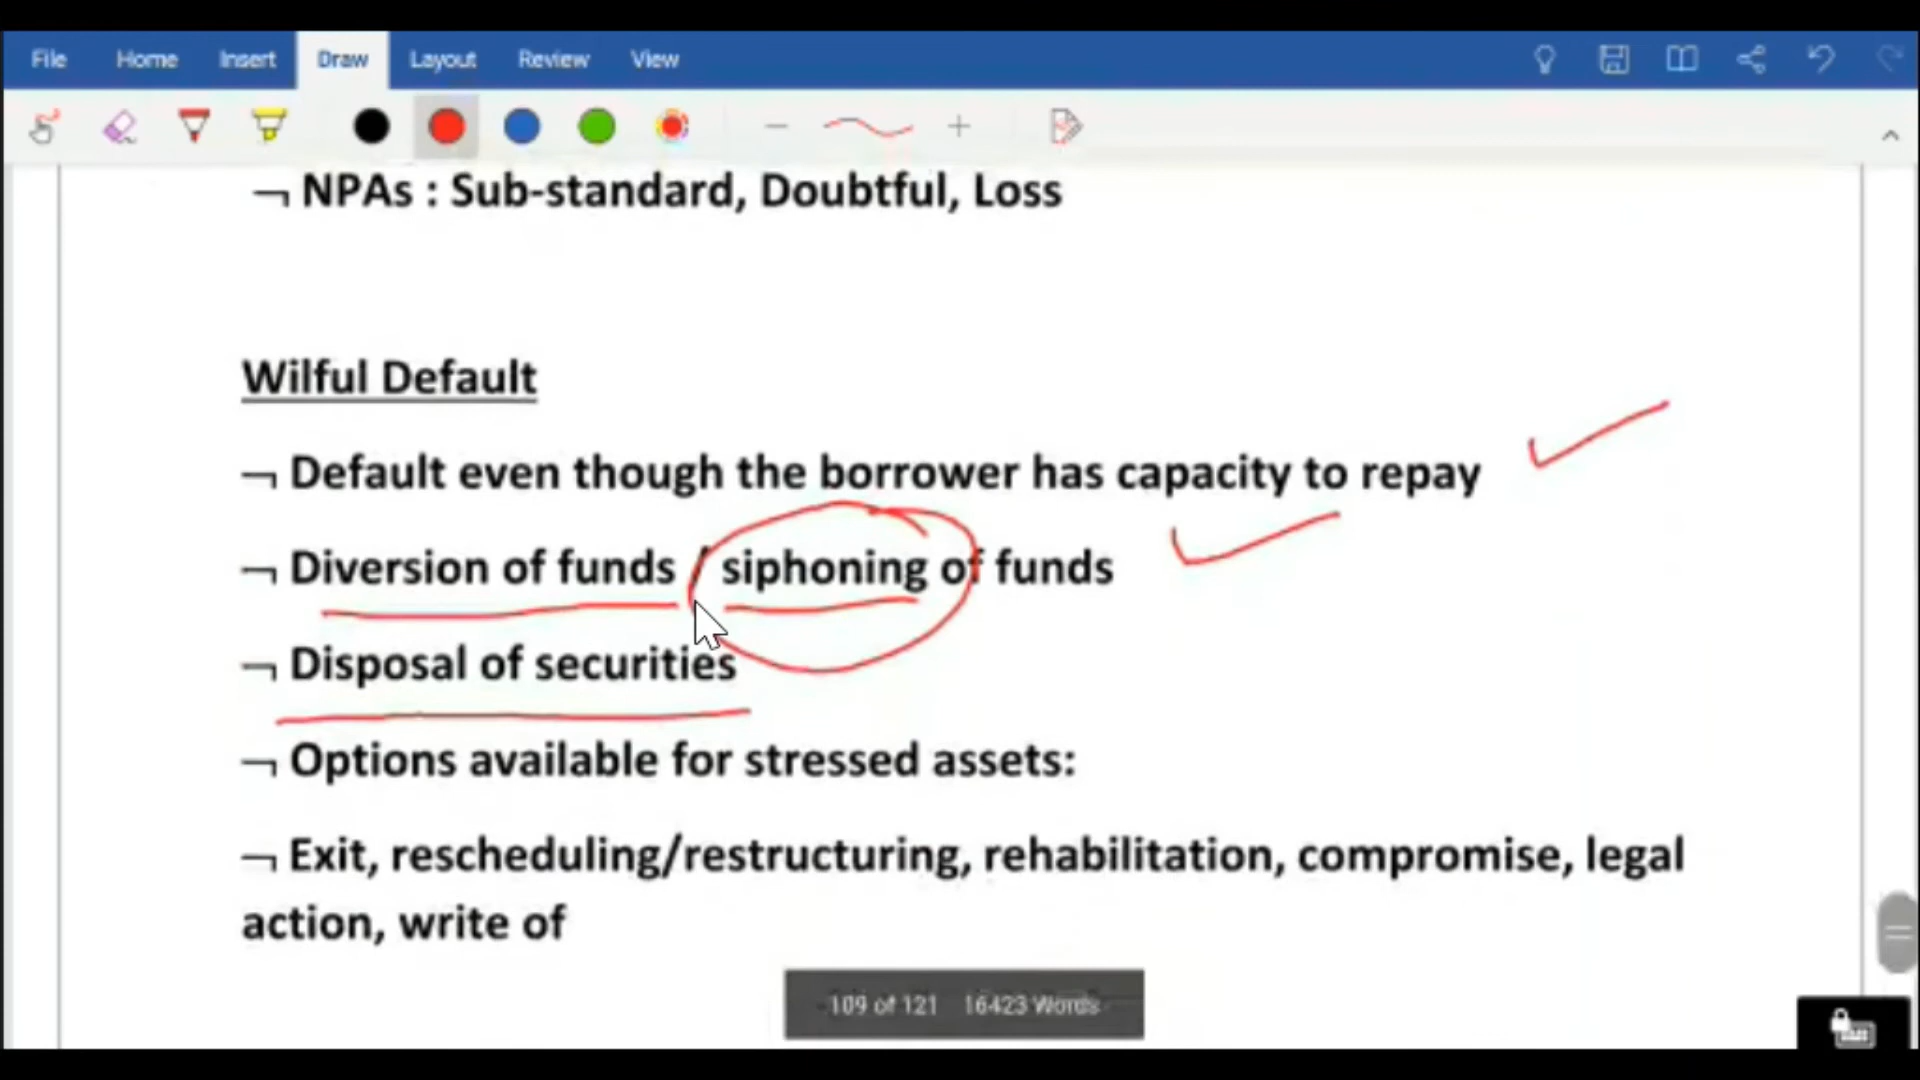 File Home Insert Draw Layout Review View
¬ NPAs : Sub-standard, Doubtful, Loss
Wilful Default
¬ Default even though the borrower has capacity to repay
¬ Diversion of funds / siphoning of funds
¬ Disposal of securities
¬ Options available for stressed assets:
¬ Exit, rescheduling/restructuring, rehabilitation, compromise, legal
action, write of
109 of 121 16423 Words